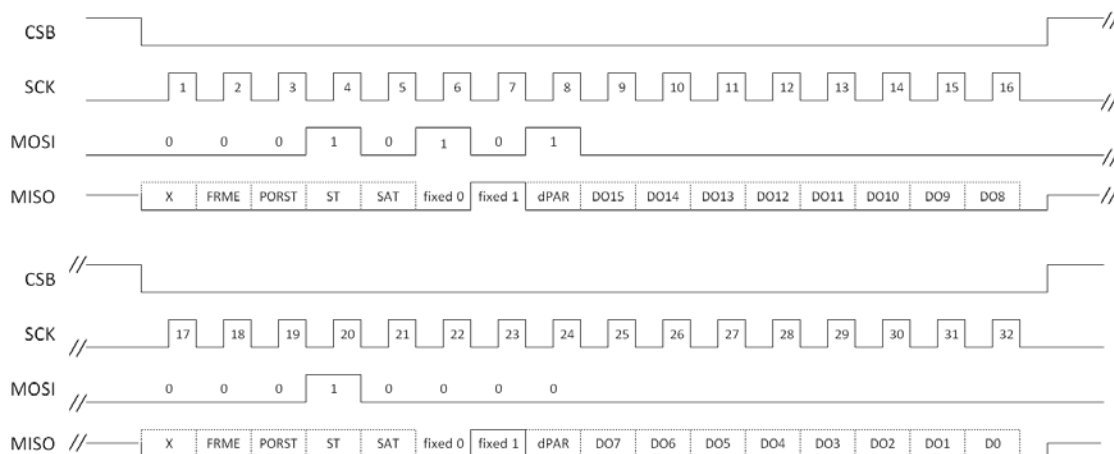 CSB
//
SCK 1 2 3 4 5 6 7 8 9 10 11 12 13 14 15 16
//
MOSI 0 0 0 1 0 1 0 1
//
MISO X FRME PORST ST SAT fixed 0 fixed 1 dPAR DO15 DO14 DO13 DO12 DO11 DO10 DO9 DO8
//
//
CSB
SCK // 17 18 19 20 21 22 23 24 25 26 27 28 29 30 31 32
MOSI // 0 0 0 1 0 0 0 0
MISO // X FRME PORST ST SAT fixed 0 fixed 1 dPAR DO7 DO6 DO5 DO4 DO3 DO2 DO1 D0